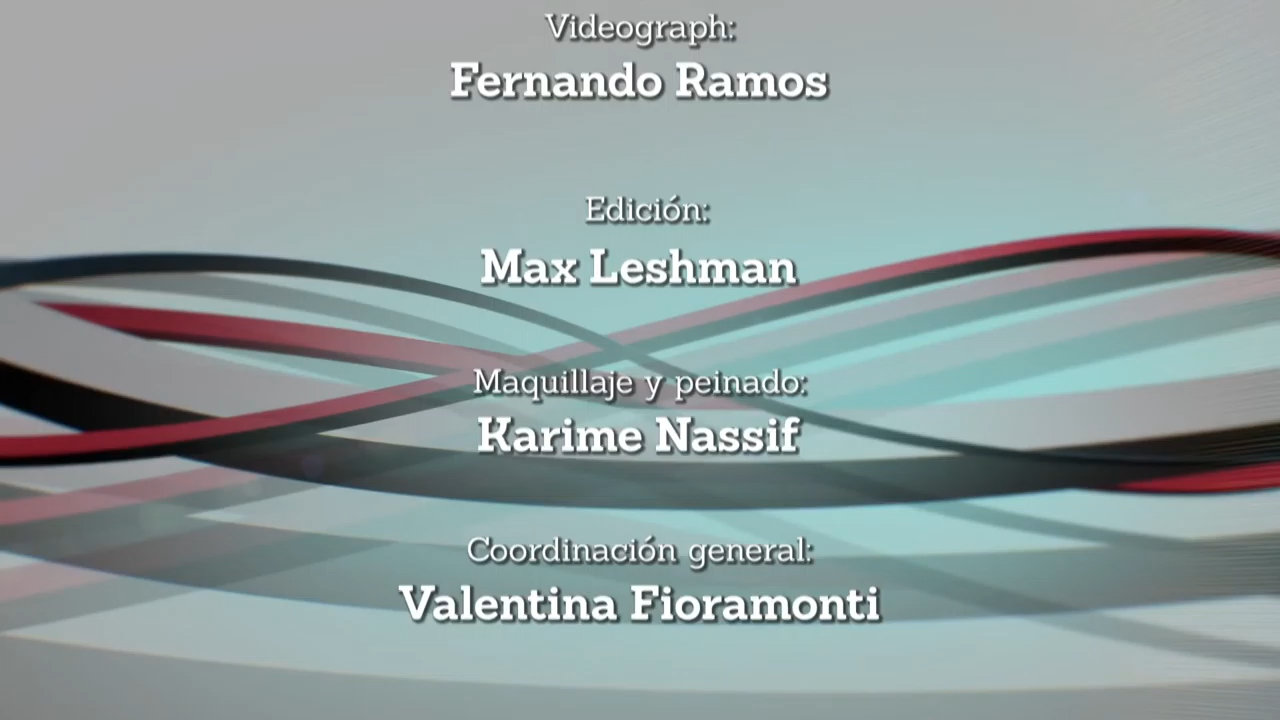 Videograph:
Fernando Ramos
Edición:
Max Leshman
Maquillaje y peinado:
Karime Nassif
Coordinación general:
Valentina Fioramonti